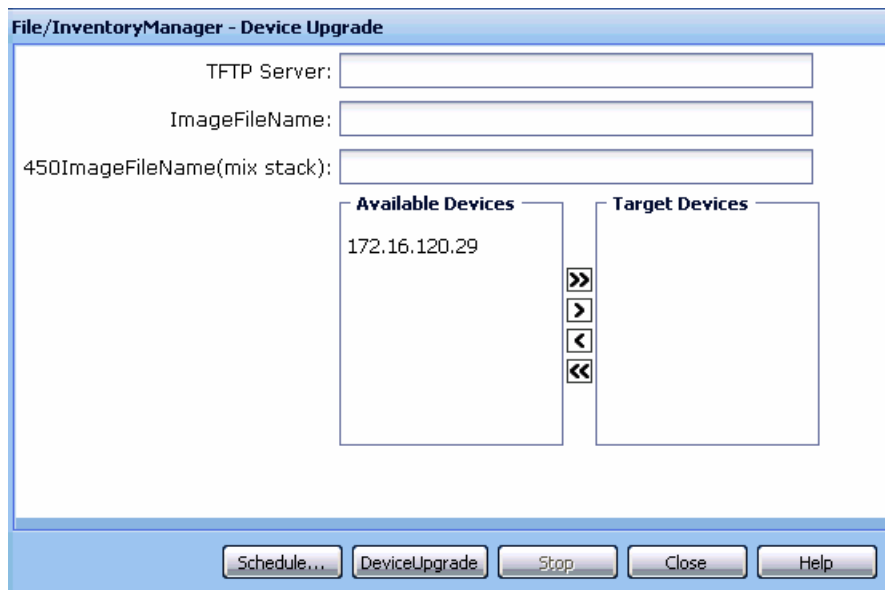 File/InventoryManager - Device Upgrade
TFTP Server:
ImageFileName:
450ImageFileName(mix stack):
Available Devices
Target Devices
172.16.120.29
Schedule...
DeviceUpgrade
Stop
Close
Help